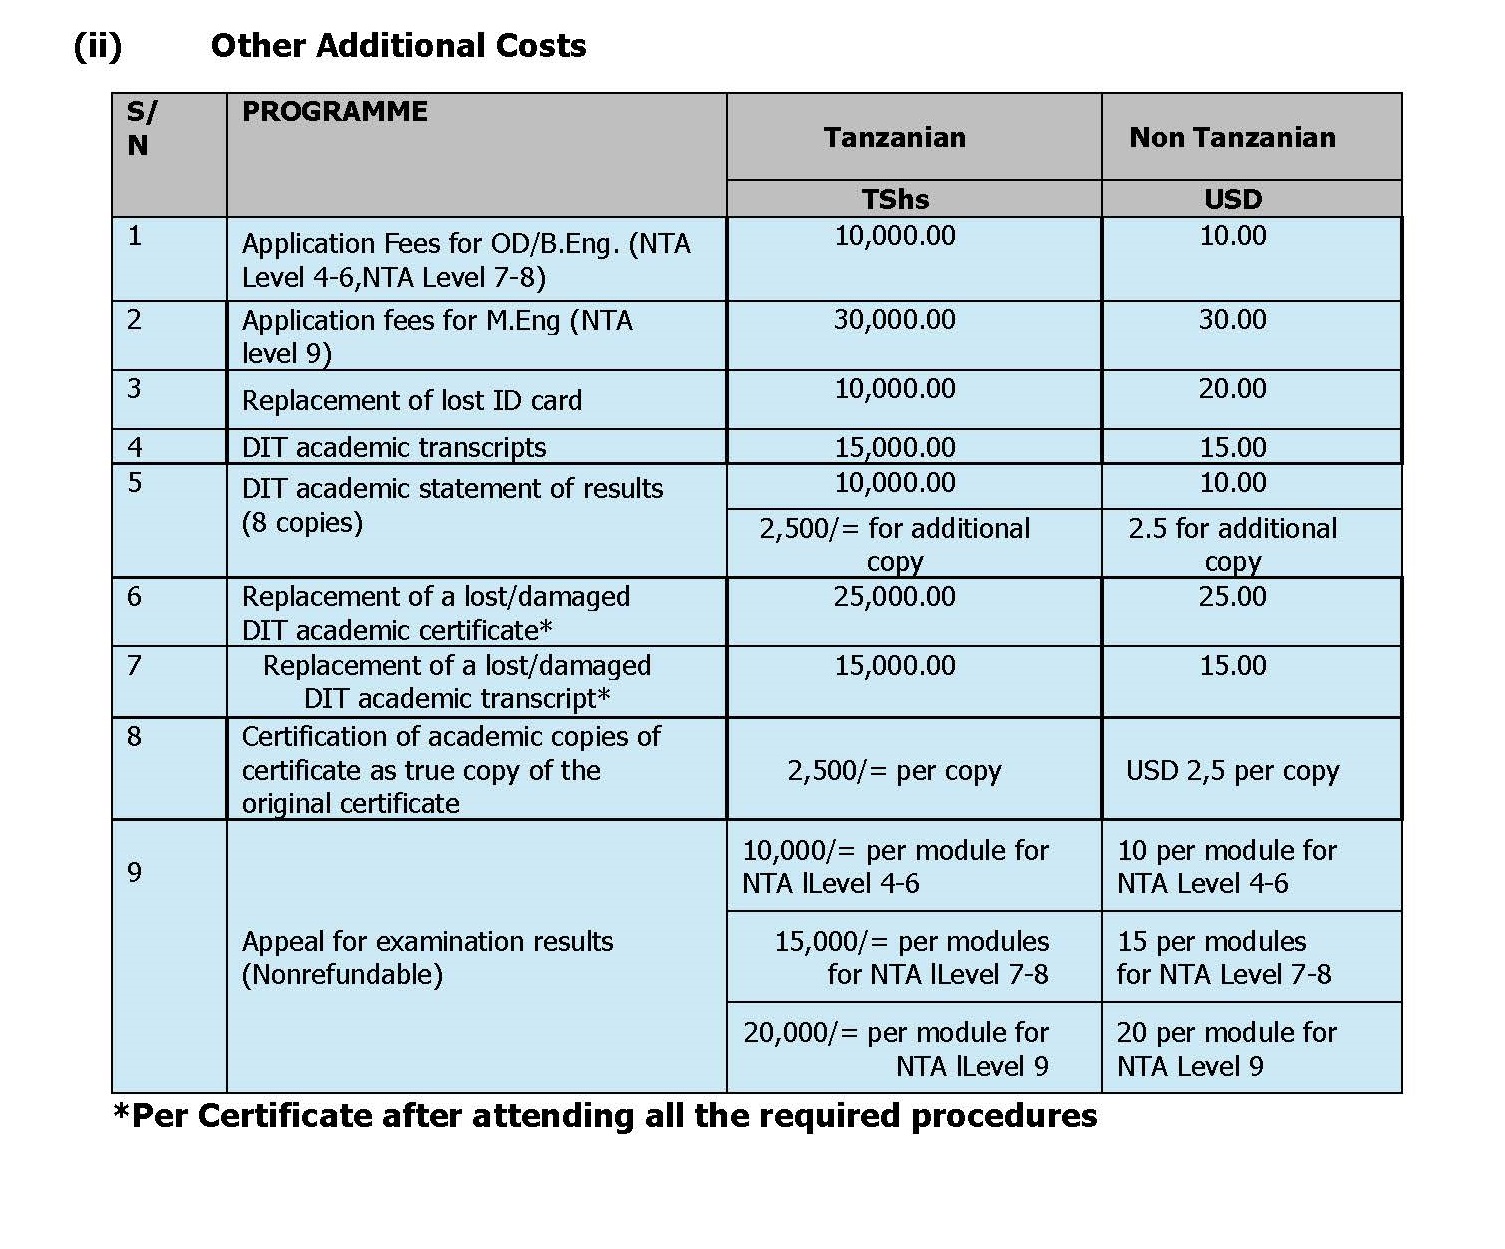 (ii) Other Additional Costs
S/ PROGRAMME
N
Tanzanian Non Tanzanian
TShs USD
1 Application Fees for OD/B.Eng. (NTA 10,000.00 10.00
Level 4-6,NTA Level 7-8)
2 Application fees for M.Eng (NTA 30,000.00 30.00
level 9)
3 Replacement of lost ID card 10,000.00 20.00
4 DIT academic transcripts 15,000.00 15.00
5 DIT academic statement of results 10,000.00 10.00
(8 copies) 2,500/= for additional 2.5 for additional
copy copy
6 Replacement of a lost/damaged 25,000.00 25.00
DIT academic certificate*
7 Replacement of a lost/damaged 15,000.00 15.00
DIT academic transcript*
8 Certification of academic copies of
certificate as true copy of the 2,500/= per copy USD 2,5 per copy
original certificate
9
10,000/= per module for 10 per module for
NTA lLevel 4-6 NTA Level 4-6
Appeal for examination results 15,000/= per modules 15 per modules
(Nonrefundable) for NTA lLevel 7-8 for NTA Level 7-8
20,000/= per module for 20 per module for
NTA lLevel 9 NTA Level 9
*Per Certificate after attending all the required procedures